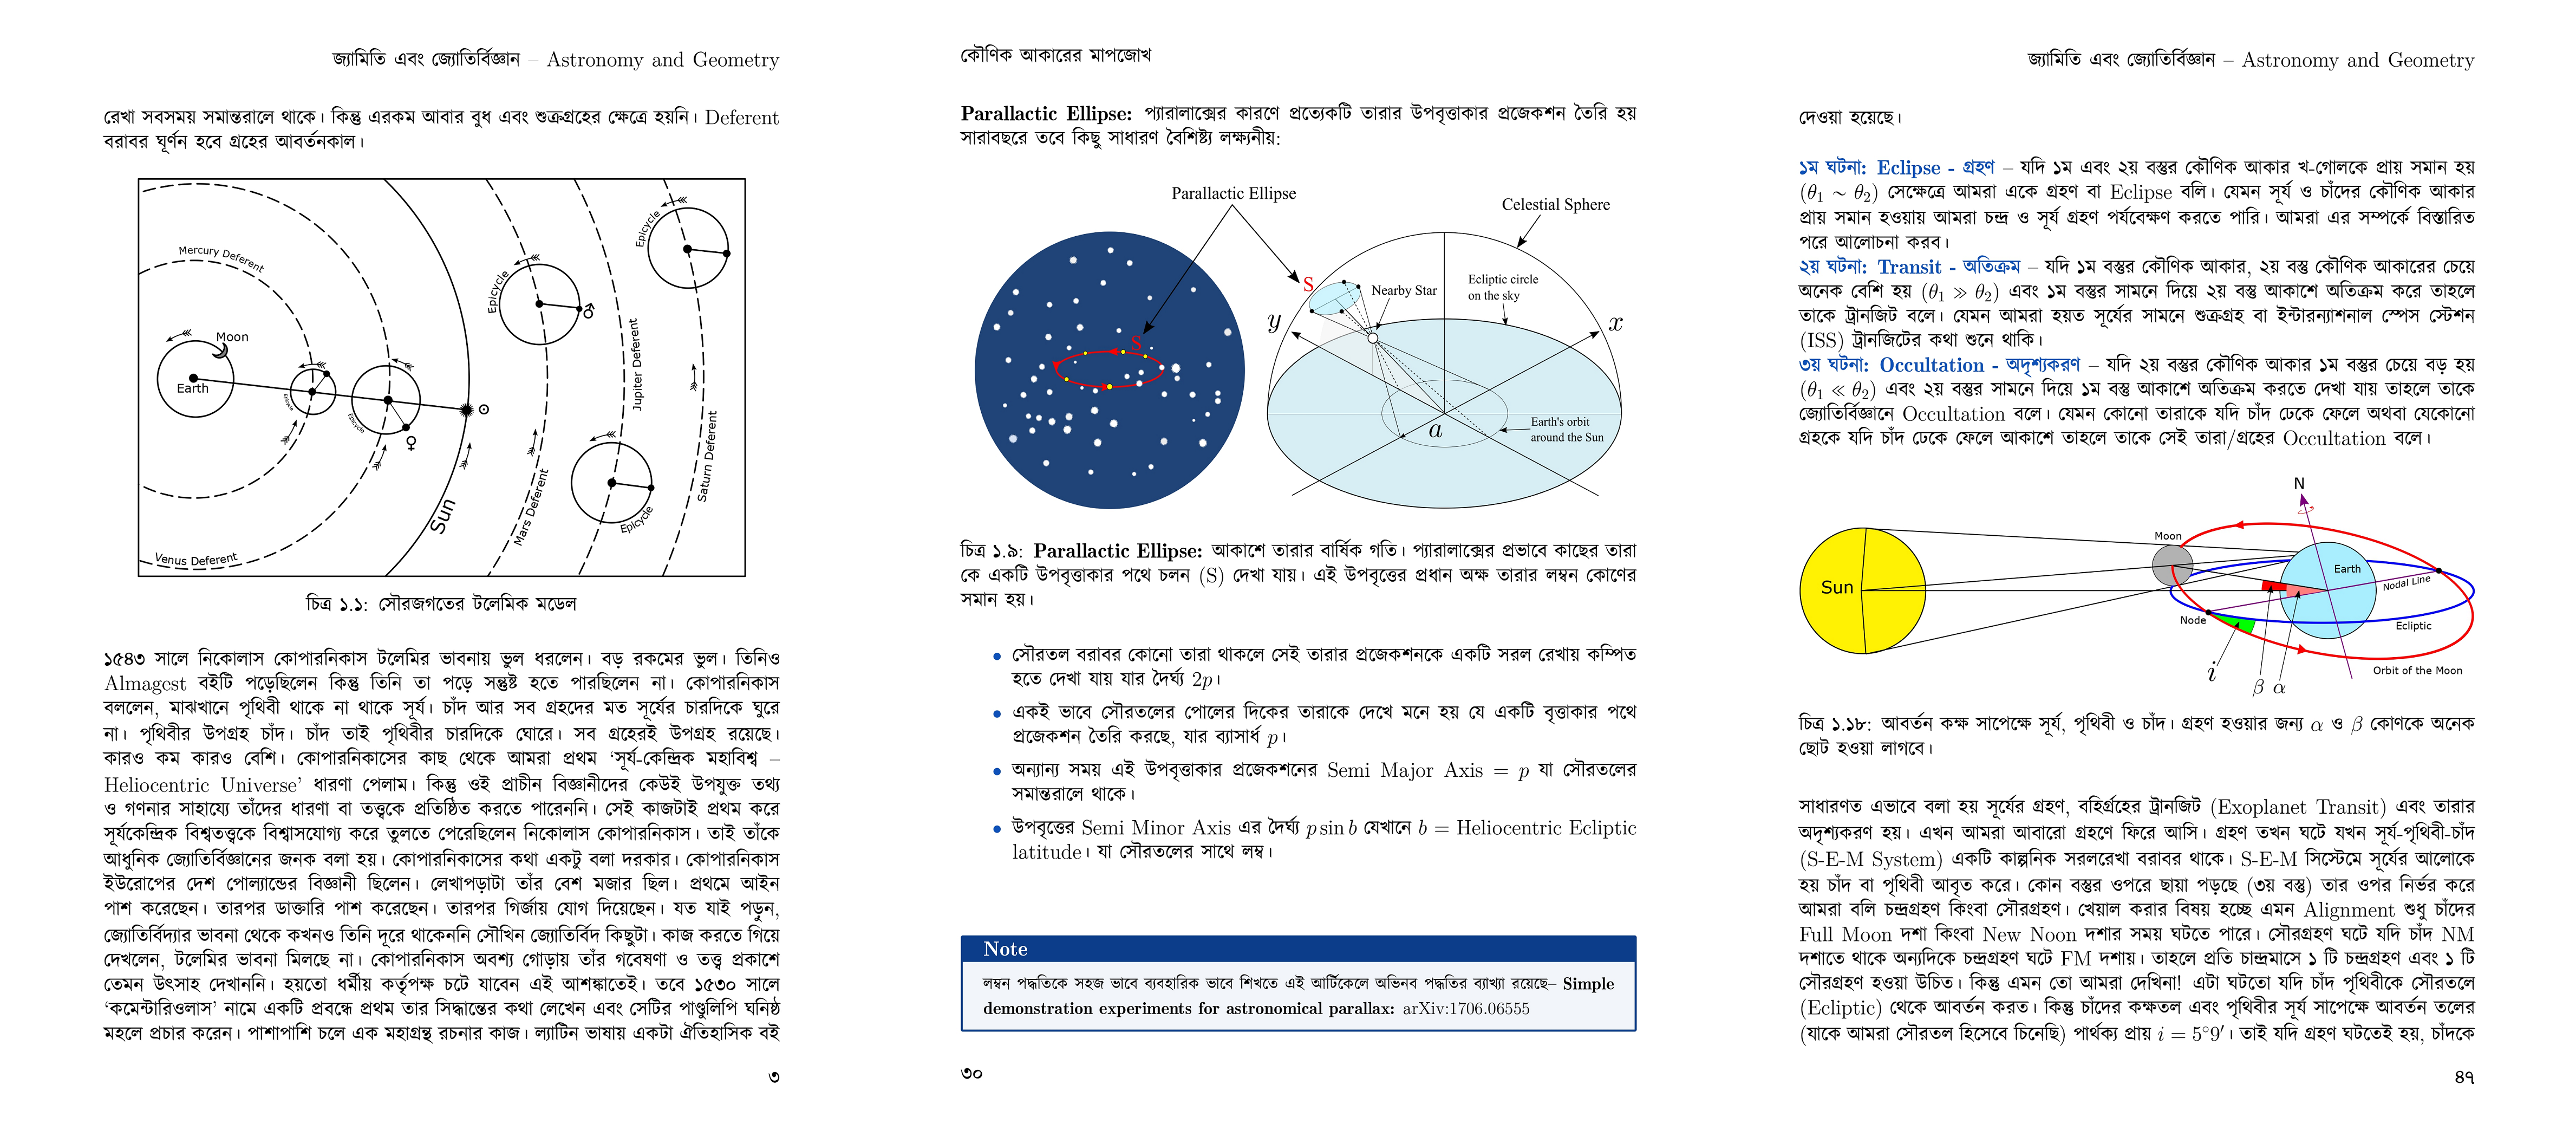 জ্যামিতি এবং জ্যোতির্বিজ্ঞান – Astronomy and Geometry
রেখা সবসময় সমান্তরালে থাকে। কিন্তু এরকম আবার বুধ এবং শুক্রগ্রহের ক্ষেত্রে হয়নি। Deferent
বরাবর ঘূর্ণন হবে গ্রহের আবর্তনকাল।
Epicycle
Mercury Deferent
Epicycle
Moon
Earth
Jupiter Deferent
Epicycle
Epicycle
☉
♂
♀
Saturn Deferent
Sun
Mars Deferent
Epicycle
Venus Deferent
চিত্র ১.১: সৌরজগতের টলেমিক মডেল
১৫৪৩ সালে নিকোলাস কোপারনিকাস টলেমির ভাবনায় ভুল ধরলেন। বড় রকমের ভুল। তিনিও
Almagest বইটি পড়েছিলেন কিন্তু তিনি তা পড়ে সন্তুষ্ট হতে পারছিলেন না। কোপারনিকাস
বললেন, মাঝখানে পৃথিবী থাকে না থাকে সূর্য। চাঁদ আর সব গ্রহদের মত সূর্যের চারদিকে ঘুরে
না। পৃথিবীর উপগ্রহ চাঁদ। চাঁদ তাই পৃথিবীর চারদিকে ঘোরে। সব গ্রহেরই উপগ্রহ রয়েছে।
কারও কম কারও বেশি। কোপারনিকাসের কাছ থেকে আমরা প্রথম ‘সূর্য-কেন্দ্রিক মহাবিশ্ব –
Heliocentric Universe’ ধারণা পেলাম। কিন্তু ওই প্রাচীন বিজ্ঞানীদের কেউই উপযুক্ত তথ্য
ও গণনার সাহায্যে তাঁদের ধারণা বা তত্ত্বকে প্রতিষ্ঠিত করতে পারেননি। সেই কাজটাই প্রথম করে
সূর্যকেন্দ্রিক বিশ্বতত্ত্বকে বিশ্বাসযোগ্য করে তুলতে পেরেছিলেন নিকোলাস কোপারনিকাস। তাই তাঁকে
আধুনিক জ্যোতির্বিজ্ঞানের জনক বলা হয়। কোপারনিকাসের কথা একটু বলা দরকার। কোপারনিকাস
ইউরোপের দেশ পোল্যান্ডের বিজ্ঞানী ছিলেন। লেখাপড়াটা তাঁর বেশ মজার ছিল। প্রথমে আইন
পাশ করেছেন। তারপর ডাক্তারি পাশ করেছেন। তারপর গির্জায় যোগ দিয়েছেন। যত যাই পড়ুন,
জ্যোতির্বিদ্যার ভাবনা থেকে কখনও তিনি দূরে থাকেননি সৌখিন জ্যোতির্বিদ কিছুটা। কাজ করতে গিয়ে
দেখলেন, টলেমির ভাবনা মিলছে না। কোপারনিকাস অবশ্য গোড়ায় তাঁর গবেষণা ও তত্ত্ব প্রকাশে
তেমন উৎসাহ দেখাননি। হয়তো ধর্মীয় কর্তৃপক্ষ চটে যাবেন এই আশঙ্কাতেই। তবে ১৫৩০ সালে
‘কমেন্টারিওলাস’ নামে একটি প্রবন্ধে প্রথম তার সিদ্ধান্তের কথা লেখেন এবং সেটির পাণ্ডুলিপি ঘনিষ্ঠ
মহলে প্রচার করেন। পাশাপাশি চলে এক মহাগ্রন্থ রচনার কাজ। ল্যাটিন ভাষায় একটা ঐতিহাসিক বই
৩
কৌণিক আকারের মাপজোখ
Parallactic Ellipse: প্যারালাক্সের কারণে প্রত্যেকটি তারার উপবৃত্তাকার প্রজেকশন তৈরি হয়
সারাবছরে তবে কিছু সাধারণ বৈশিষ্ট্য লক্ষ্যনীয়:
Parallactic Ellipse
Celestial Sphere
S
Nearby Star
Ecliptic circle
on the sky
y
x
S
a
Earth's orbit
around the Sun
চিত্র ১.৯: Parallactic Ellipse: আকাশে তারার বার্ষিক গতি। প্যারালাক্সের প্রভাবে কাছের তারা
কে একটি উপবৃত্তাকার পথে চলন (S) দেখা যায়। এই উপবৃত্তের প্রধান অক্ষ তারার লম্বন কোণের
সমান হয়।
• সৌরতল বরাবর কোনো তারা থাকলে সেই তারার প্রজেকশনকে একটি সরল রেখায় কম্পিত
হতে দেখা যায় যার দৈর্ঘ্য 2p।
• একই ভাবে সৌরতলের পোলের দিকের তারাকে দেখে মনে হয় যে একটি বৃত্তাকার পথে
প্রজেকশন তৈরি করছে, যার ব্যাসার্ধ p।
• অন্যান্য সময় এই উপবৃত্তাকার প্রজেকশনের Semi Major Axis = p যা সৌরতলের
সমান্তরালে থাকে।
• উপবৃত্তের Semi Minor Axis এর দৈর্ঘ্য p sin b যেখানে b = Heliocentric Ecliptic
latitude। যা সৌরতলের সাথে লম্ব।
Note
লম্বন পদ্ধতিকে সহজ ভাবে ব্যবহারিক ভাবে শিখতে এই আর্টিকেলে অভিনব পদ্ধতির ব্যাখ্যা রয়েছে– Simple
demonstration experiments for astronomical parallax: arXiv:1706.06555
৩০
জ্যামিতি এবং জ্যোতির্বিজ্ঞান – Astronomy and Geometry
দেওয়া হয়েছে।
১ম ঘটনা: Eclipse - গ্রহণ – যদি ১ম এবং ২য় বস্তুর কৌণিক আকার খ-গোলকে প্রায় সমান হয়
(θ₁ ∼ θ₂) সেক্ষেত্রে আমরা একে গ্রহণ বা Eclipse বলি। যেমন সূর্য ও চাঁদের কৌণিক আকার
প্রায় সমান হওয়ায় আমরা চন্দ্র ও সূর্য গ্রহণ পর্যবেক্ষণ করতে পারি। আমরা এর সম্পর্কে বিস্তারিত
পরে আলোচনা করব।
২য় ঘটনা: Transit - অতিক্রম – যদি ১ম বস্তুর কৌণিক আকার, ২য় বস্তু কৌণিক আকারের চেয়ে
অনেক বেশি হয় (θ₁ ≫ θ₂) এবং ১ম বস্তুর সামনে দিয়ে ২য় বস্তু আকাশে অতিক্রম করে তাহলে
তাকে ট্রানজিট বলে। যেমন আমরা হয়ত সূর্যের সামনে শুক্রগ্রহ বা ইন্টারন্যাশনাল স্পেস স্টেশন
(ISS) ট্রানজিটের কথা শুনে থাকি।
৩য় ঘটনা: Occultation - অদৃশ্যকরণ – যদি ২য় বস্তুর কৌণিক আকার ১ম বস্তুর চেয়ে বড় হয়
(θ₁ ≪ θ₂) এবং ২য় বস্তুর সামনে দিয়ে ১ম বস্তু আকাশে অতিক্রম করতে দেখা যায় তাহলে তাকে
জ্যোতির্বিজ্ঞানে Occultation বলে। যেমন কোনো তারাকে যদি চাঁদ ঢেকে ফেলে অথবা যেকোনো
গ্রহকে যদি চাঁদ ঢেকে ফেলে আকাশে তাহলে তাকে সেই তারা/গ্রহের Occultation বলে।
N
Moon
Earth
Sun
Nodal Line
Node
Ecliptic
i
Orbit of the Moon
β α
চিত্র ১.১৮: আবর্তন কক্ষ সাপেক্ষে সূর্য, পৃথিবী ও চাঁদ। গ্রহণ হওয়ার জন্য α ও β কোণকে অনেক
ছোট হওয়া লাগবে।
সাধারণত এভাবে বলা হয় সূর্যের গ্রহণ, বহির্গ্রহের ট্রানজিট (Exoplanet Transit) এবং তারার
অদৃশ্যকরণ হয়। এখন আমরা আবারো গ্রহণে ফিরে আসি। গ্রহণ তখন ঘটে যখন সূর্য-পৃথিবী-চাঁদ
(S-E-M System) একটি কাল্পনিক সরলরেখা বরাবর থাকে। S-E-M সিস্টেমে সূর্যের আলোকে
হয় চাঁদ বা পৃথিবী আবৃত করে। কোন বস্তুর ওপরে ছায়া পড়ছে (৩য় বস্তু) তার ওপর নির্ভর করে
আমরা বলি চন্দ্রগ্রহণ কিংবা সৌরগ্রহণ। খেয়াল করার বিষয় হচ্ছে এমন Alignment শুধু চাঁদের
Full Moon দশা কিংবা New Noon দশার সময় ঘটতে পারে। সৌরগ্রহণ ঘটে যদি চাঁদ NM
দশাতে থাকে অন্যদিকে চন্দ্রগ্রহণ ঘটে FM দশায়। তাহলে প্রতি চান্দ্রমাসে ১ টি চন্দ্রগ্রহণ এবং ১ টি
সৌরগ্রহণ হওয়া উচিত। কিন্তু এমন তো আমরা দেখিনা! এটা ঘটতো যদি চাঁদ পৃথিবীকে সৌরতলে
(Ecliptic) থেকে আবর্তন করত। কিন্তু চাঁদের কক্ষতল এবং পৃথিবীর সূর্য সাপেক্ষে আবর্তন তলের
(যাকে আমরা সৌরতল হিসেবে চিনেছি) পার্থক্য প্রায় i = 5°9′। তাই যদি গ্রহণ ঘটতেই হয়, চাঁদকে
৪৭